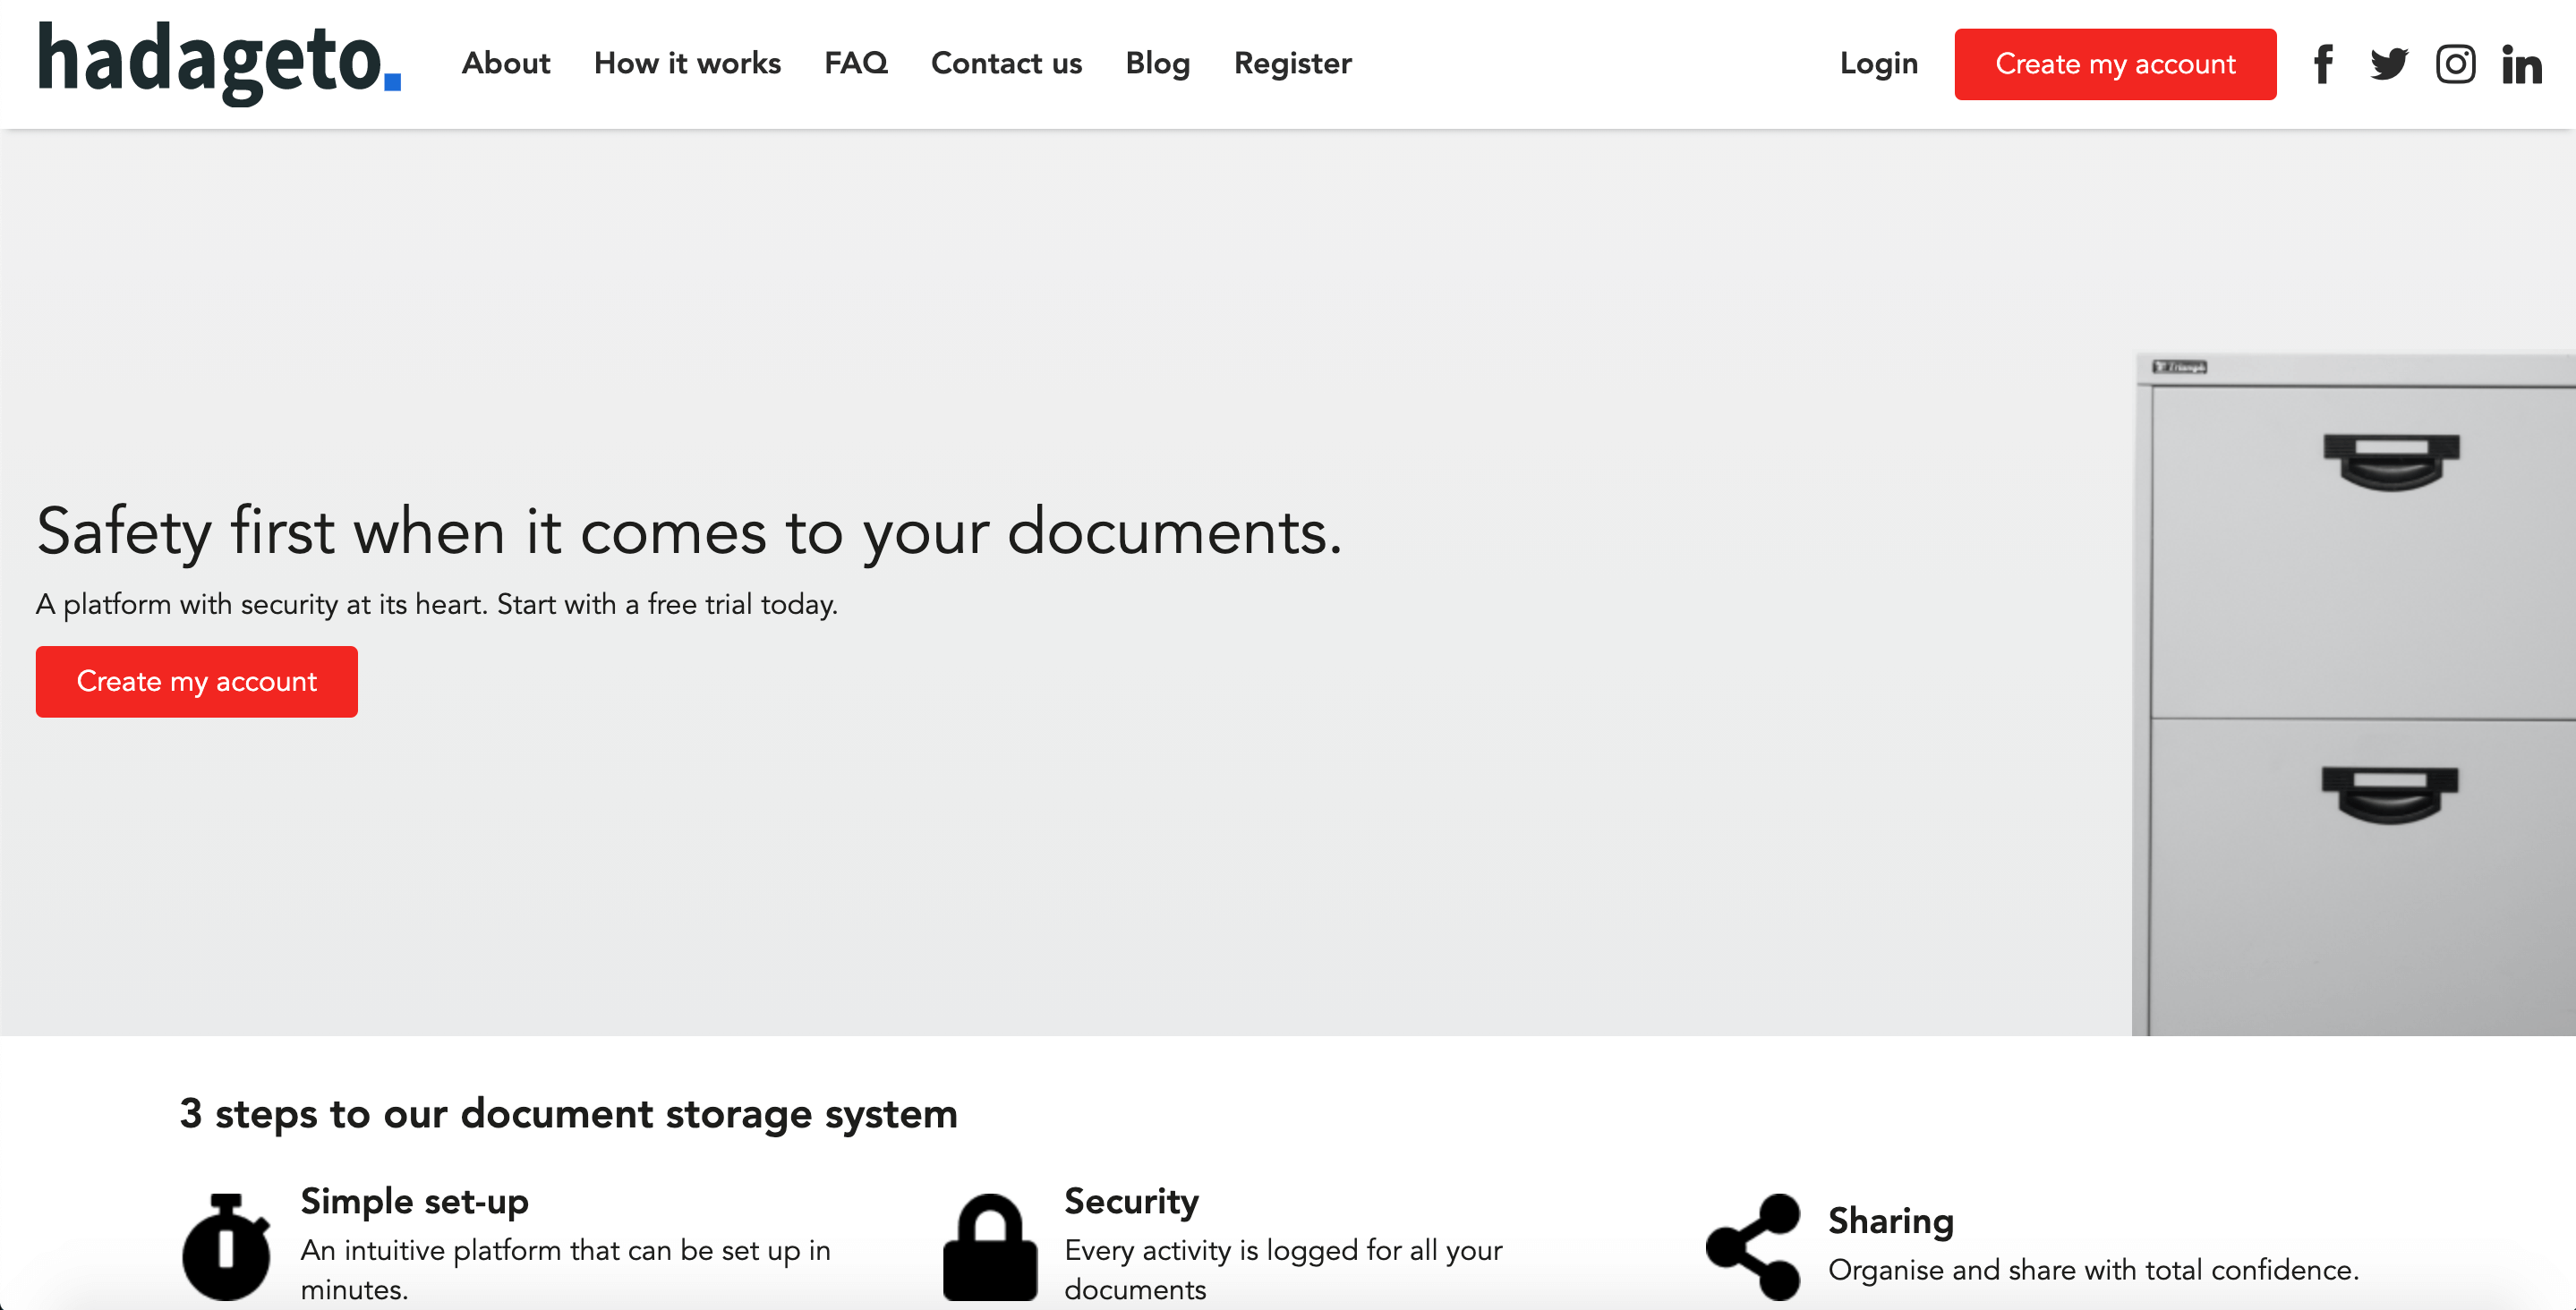 hadageto.
About How it works FAQ Contact us Blog Register Login Create my account
Safety first when it comes to your documents.
A platform with security at its heart. Start with a free trial today.
Create my account
3 steps to our document storage system
Simple set-up
An intuitive platform that can be set up in
minutes.
Security
Every activity is logged for all your
documents
Sharing
Organise and share with total confidence.